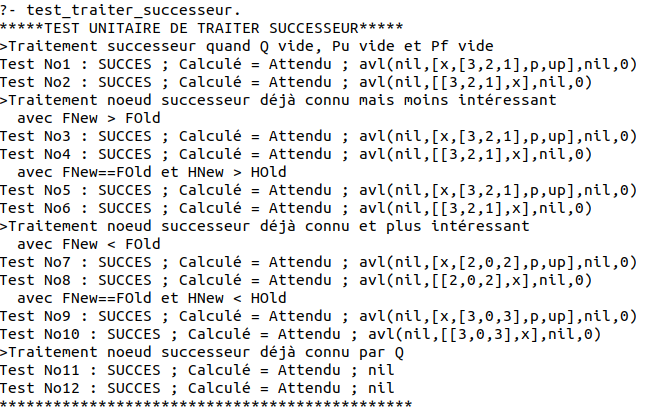 ?- test_traiter_successeur.
*****TEST UNITAIRE DE TRAITER SUCCESSEUR*****
>Traitement successeur quand Q vide, Pu vide et Pf vide
Test No1 : SUCCES ; Calculé = Attendu ; avl(nil,[x,[3,2,1],p,up],nil,0)
Test No2 : SUCCES ; Calculé = Attendu ; avl(nil,[[3,2,1],x],nil,0)
>Traitement noeud successeur déjà connu mais moins intéressant
  avec FNew > FOld
Test No3 : SUCCES ; Calculé = Attendu ; avl(nil,[x,[3,2,1],p,up],nil,0)
Test No4 : SUCCES ; Calculé = Attendu ; avl(nil,[[3,2,1],x],nil,0)
  avec FNew==FOld et HNew > HOld
Test No5 : SUCCES ; Calculé = Attendu ; avl(nil,[x,[3,2,1],p,up],nil,0)
Test No6 : SUCCES ; Calculé = Attendu ; avl(nil,[[3,2,1],x],nil,0)
>Traitement noeud successeur déjà connu et plus intéressant
  avec FNew < FOld
Test No7 : SUCCES ; Calculé = Attendu ; avl(nil,[x,[2,0,2],p,up],nil,0)
Test No8 : SUCCES ; Calculé = Attendu ; avl(nil,[[2,0,2],x],nil,0)
  avec FNew==FOld et HNew < HOld
Test No9 : SUCCES ; Calculé = Attendu ; avl(nil,[x,[3,0,3],p,up],nil,0)
Test No10 : SUCCES ; Calculé = Attendu ; avl(nil,[[3,0,3],x],nil,0)
>Traitement noeud successeur déjà connu par Q
Test No11 : SUCCES ; Calculé = Attendu ; nil
Test No12 : SUCCES ; Calculé = Attendu ; nil
**********************************************